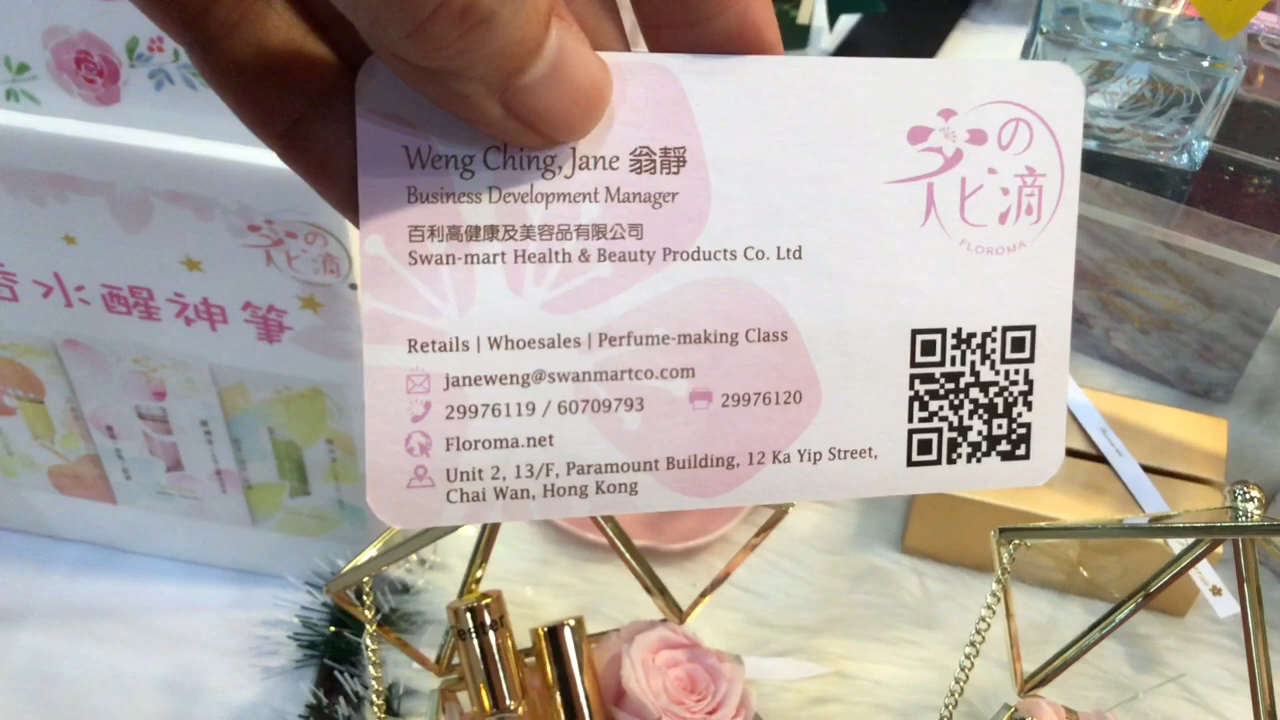 Weng Ching, Jane 翁靜
Business Development Manager
百利高健康及美容品有限公司
Swan-mart Health & Beauty Products Co. Ltd
Retails | Whoesales | Perfume-making Class
janeweng@swanmartco.com
29976119 / 60709793
29976120
Floroma.net
Unit 2, 13/F, Paramount Building, 12 Ka Yip Street,
Chai Wan, Hong Kong
花の滴
FLOROMA
花の滴
水醒神筆